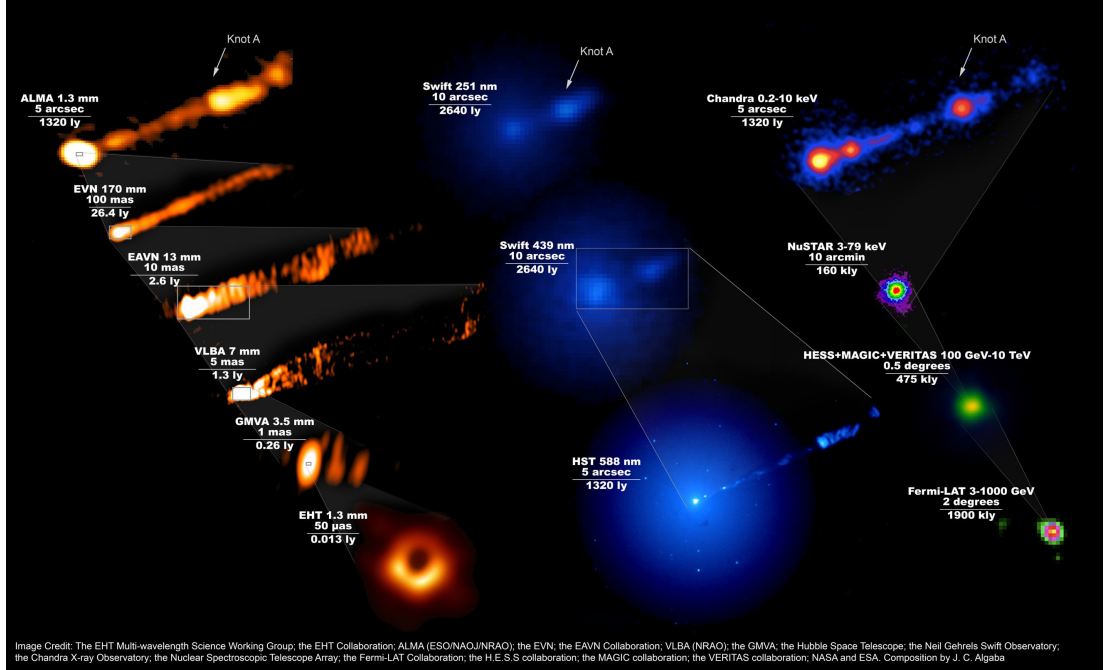 Knot A
ALMA 1.3 mm
5 arcsec
1320 ly
EVN 170 mm
100 mas
26.4 ly
EAVN 13 mm
10 mas
2.6 ly
VLBA 7 mm
5 mas
1.3 ly
GMVA 3.5 mm
1 mas
0.26 ly
EHT 1.3 mm
50 µas
0.013 ly
Knot A
Swift 251 nm
10 arcsec
2640 ly
Swift 439 nm
10 arcsec
2640 ly
HST 588 nm
5 arcsec
1320 ly
Knot A
Chandra 0.2-10 keV
5 arcsec
1320 ly
NuSTAR 3-79 keV
10 arcmin
160 kly
HESS+MAGIC+VERITAS 100 GeV-10 TeV
0.5 degrees
475 kly
Fermi-LAT 3-1000 GeV
2 degrees
1900 kly
Image Credit: The EHT Multi-wavelength Science Working Group; the EHT Collaboration; ALMA (ESO/NAOJ/NRAO); the EVN; the EAVN Collaboration; VLBA (NRAO); the GMVA; the Hubble Space Telescope; the Neil Gehrels Swift Observatory;
the Chandra X-ray Observatory; the Nuclear Spectroscopic Telescope Array; the Fermi-LAT Collaboration; the H.E.S.S collaboration; the MAGIC collaboration; the VERITAS collaboration; NASA and ESA. Composition by J. C. Algaba